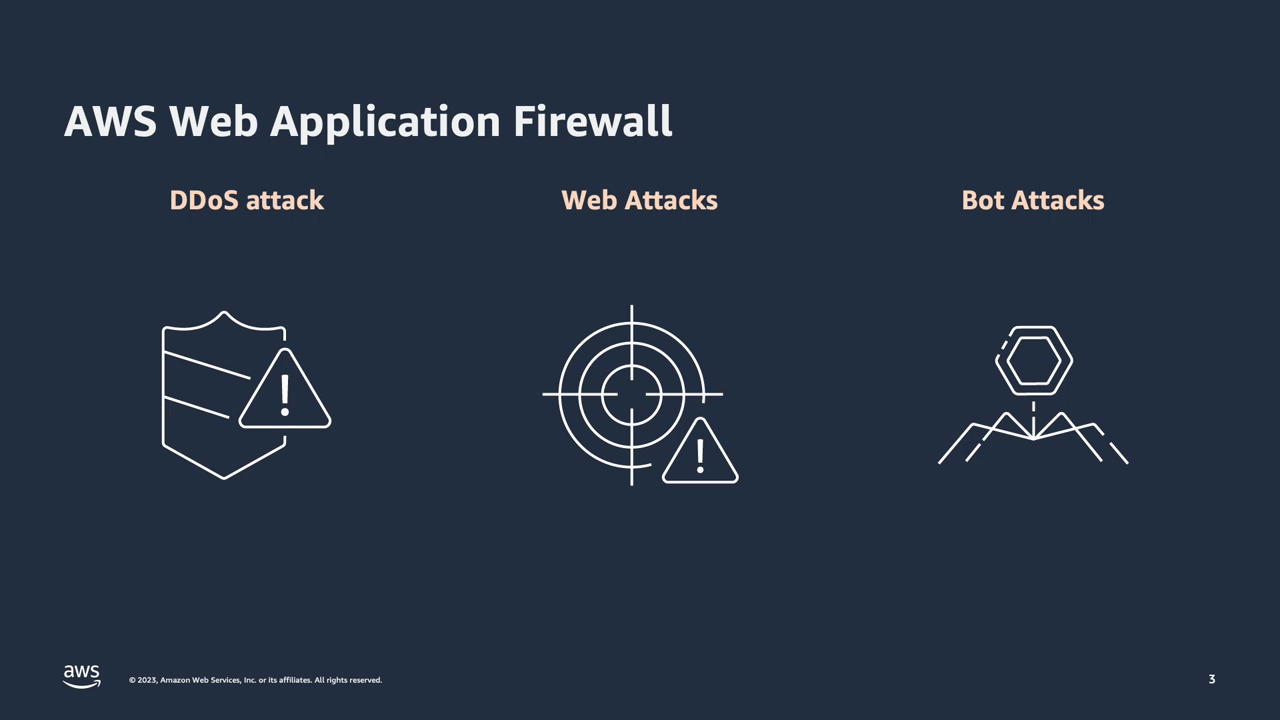 AWS Web Application Firewall
DDoS attack
Web Attacks
Bot Attacks
!
!
aws
© 2023, Amazon Web Services, Inc. or its affiliates. All rights reserved.
3